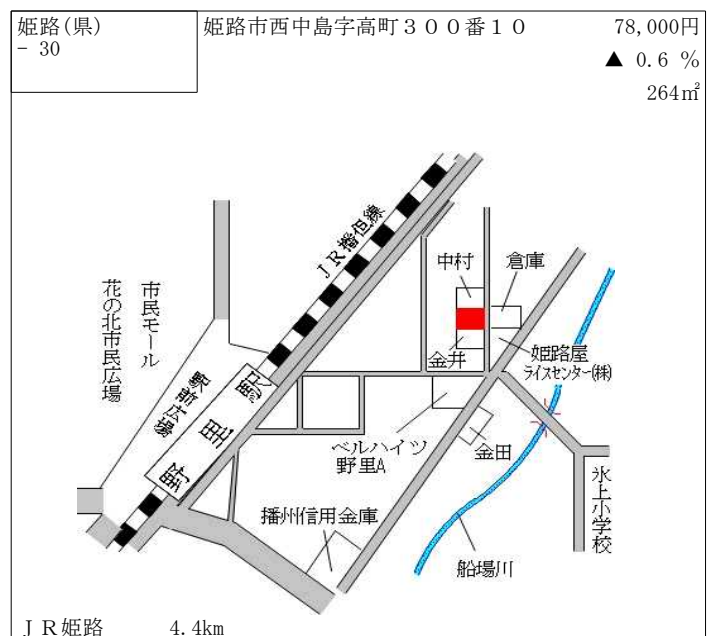 姫路(県)
- 30
姫路市西中島字高町３００番１０
78,000円
▲ 0.6 %
264㎡
ＪＲ播但線
中村
倉庫
市民モール
花の北市民広場
駅前広場
野里駅
金井
姫路屋
ライスセンター(株)
ベルハイツ
野里A
金田
播州信用金庫
船場川
水上小学校
ＪＲ姫路 4.4km